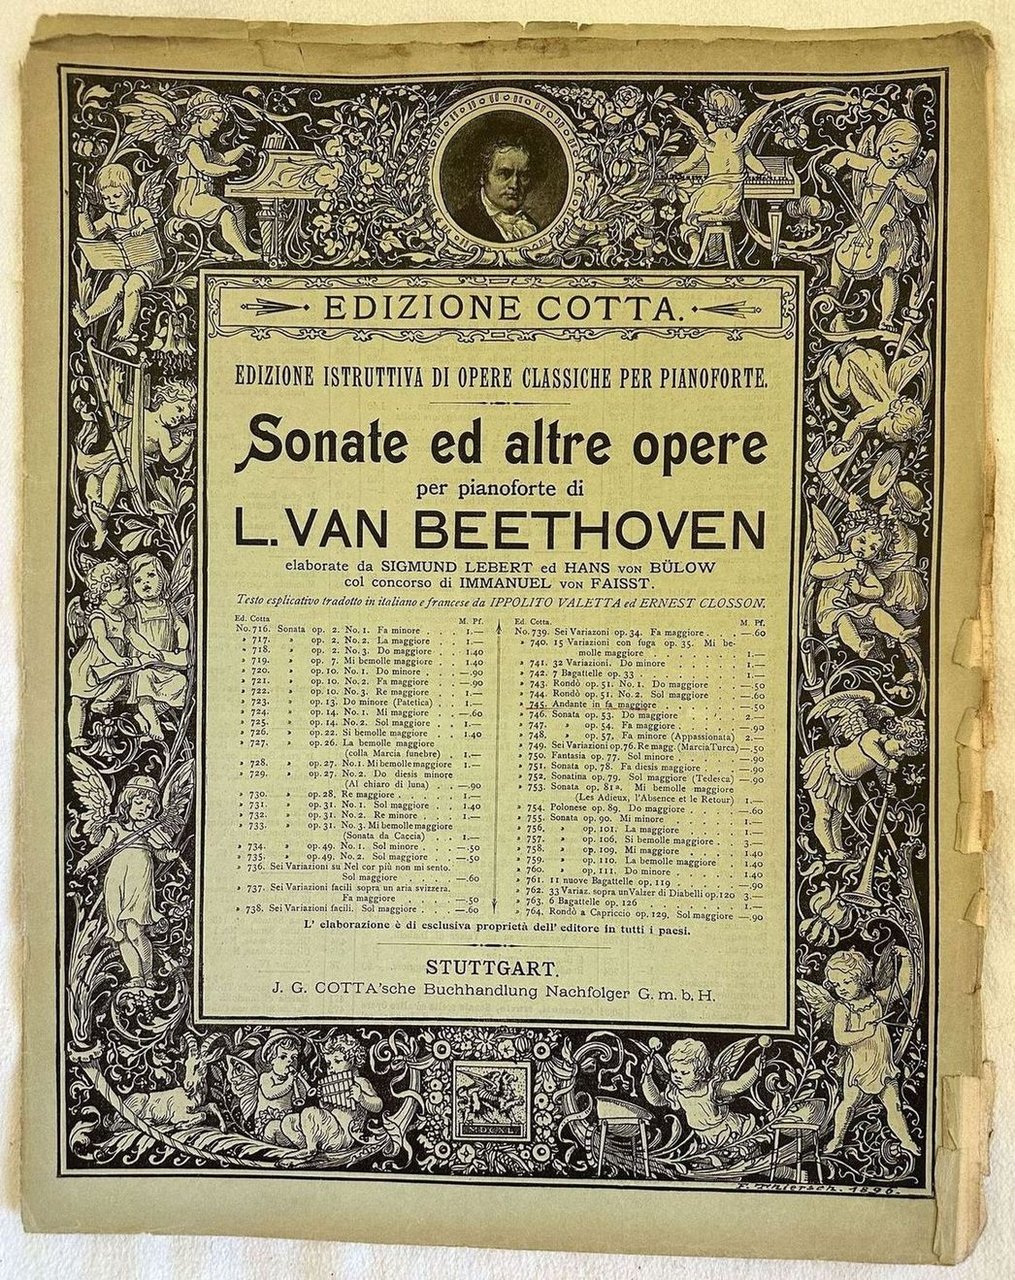 EDIZIONE COTTA.
EDIZIONE ISTRUTTIVA DI OPERE CLASSICHE PER PIANOFORTE.
Sonate ed altre opere
per pianoforte di
L. VAN BEETHOVEN
elaborate da SIGMUND LEBERT ed HANS VON BÜLOW
col concorso di IMMANUEL VON FAISST.
Testo esplicativo tradotto in italiano e francese da IPPOLITO VALETTA ed ERNEST CLOSSON.
Ed. Cotta M. Pf.
No. 716. Sonata op. 2. No. 1. Fa minore . . 1.—
» 717. » op. 2. No. 2. La maggiore . . 1.—
» 718. » op. 2. No. 3. Do maggiore . . 1.40
» 719. » op. 7. Mi bemolle maggiore . . 1.40
» 720. » op. 10. No. 1. Do minore . . —.90
» 721. » op. 10. No. 2. Fa maggiore . . —.90
» 722. » op. 10. No. 3. Re maggiore . . 1.—
» 723. » op. 13. Do minore (Patetica) . 1.—
» 724. » op. 14. No. 1. Mi maggiore . . —.60
» 725. » op. 14. No. 2. Sol maggiore . 1.—
» 726. » op. 22. Si bemolle maggiore . 1.40
» 727. » op. 26. La bemolle maggiore
(colla Marcia funebre) . 1.—
» 728. » op. 27. No. 1. Mi bemolle maggiore 1.—
» 729. » op. 27. No. 2. Do diesis minore
(Al chiaro di luna) . . —.90
» 730. » op. 28. Re maggiore . . . . 1.—
» 731. » op. 31. No. 1. Sol maggiore . 1.40
» 732. » op. 31. No. 2. Re minore . 1.—
» 733. » op. 31. No. 3. Mi bemolle maggiore
(Sonata da Caccia) . . 1.—
» 734. » op. 49. No. 1. Sol minore . . —.50
» 735. » op. 49. No. 2. Sol maggiore . . —.50
» 736. Sei Variazioni su Nel cor più non mi sento.
Sol maggiore . . . . —.60
» 737. Sei Variazioni facili sopra un aria svizzera.
Fa maggiore . . . . —.50
» 738. Sei Variazioni facili. Sol maggiore . . . —.60
Ed. Cotta. M. Pf.
No. 739. Sei Variazoni op. 34. Fa maggiore . . —.60
» 740. 15 Variazioni con fuga op. 35. Mi be-
molle maggiore . . . . 1.—
» 741. 32 Variazioni. Do minore . . . 1.—
» 742. 7 Bagattelle op. 33 . . . . 1.—
» 743. Rondò op. 51. No. 1. Do maggiore . . —.50
» 744. Rondò op. 51. No. 2. Sol maggiore . —.60
» 745. Andante in fa maggiore . . . —.50
» 746. Sonata op. 53. Do maggiore . . . 2.—
» 747. » op. 54. Fa maggiore . . . —.90
» 748. » op. 57. Fa minore (Appassionata) 2.—
» 749. Sei Variazioni op. 76. Re magg. (Marcia Turca) —.50
» 750. Fantasia op. 77. Sol minore . . . —.90
» 751. Sonata op. 78. Fa diesis maggiore . . —.90
» 752. Sonatina op. 79. Sol maggiore (Tedesca) —.90
» 753. Sonata op. 81a. Mi bemolle maggiore
(Les Adieux, l'Absence et le Retour) 1.—
» 754. Polonese op. 89. Do maggiore . . —.60
» 755. Sonata op. 90. Mi minore . . . 1.—
» 756. » op. 101. La maggiore . . . 1.—
» 757. » op. 106. Si bemolle maggiore . . 3.—
» 758. » op. 109. Mi maggiore . . . 1.40
» 759. » op. 110. La bemolle maggiore . 1.40
» 760. » op. 111. Do minore . . . 1.40
» 761. 11 nuove Bagattelle op. 119 . . —.90
» 762. 33 Variaz. sopra un Valzer di Diabelli op. 120 3.—
» 763. 6 Bagattelle op. 126 . . . . 1.—
» 764. Rondò a Capriccio op. 129. Sol maggiore —.90
L' elaborazione è di esclusiva proprietà dell' editore in tutti i paesi.
STUTTGART.
J. G. COTTA'sche Buchhandlung Nachfolger G. m. b. H.
MDCXL
F. Thiersch. 1890.